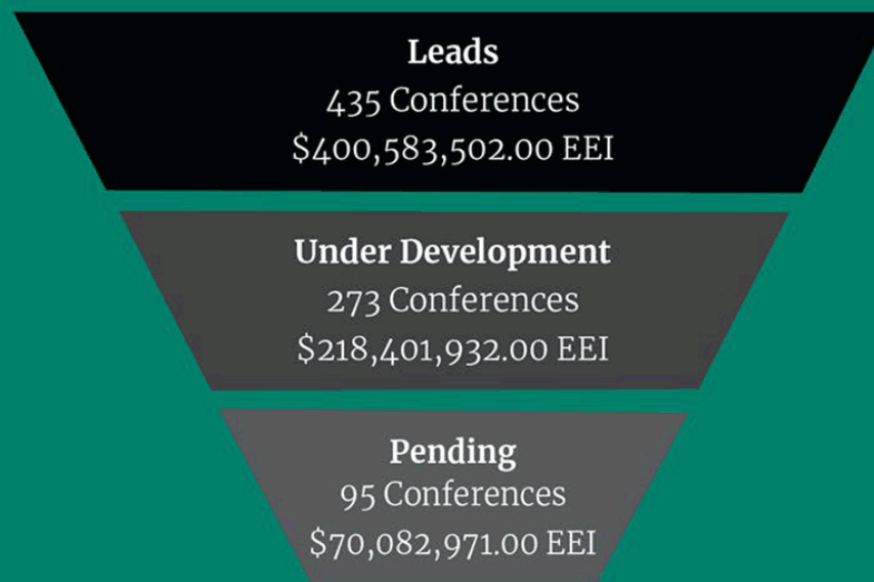 Leads
435 Conferences
$400,583,502.00 EEI
Under Development
273 Conferences
$218,401,932.00 EEI
Pending
95 Conferences
$70,082,971.00 EEI